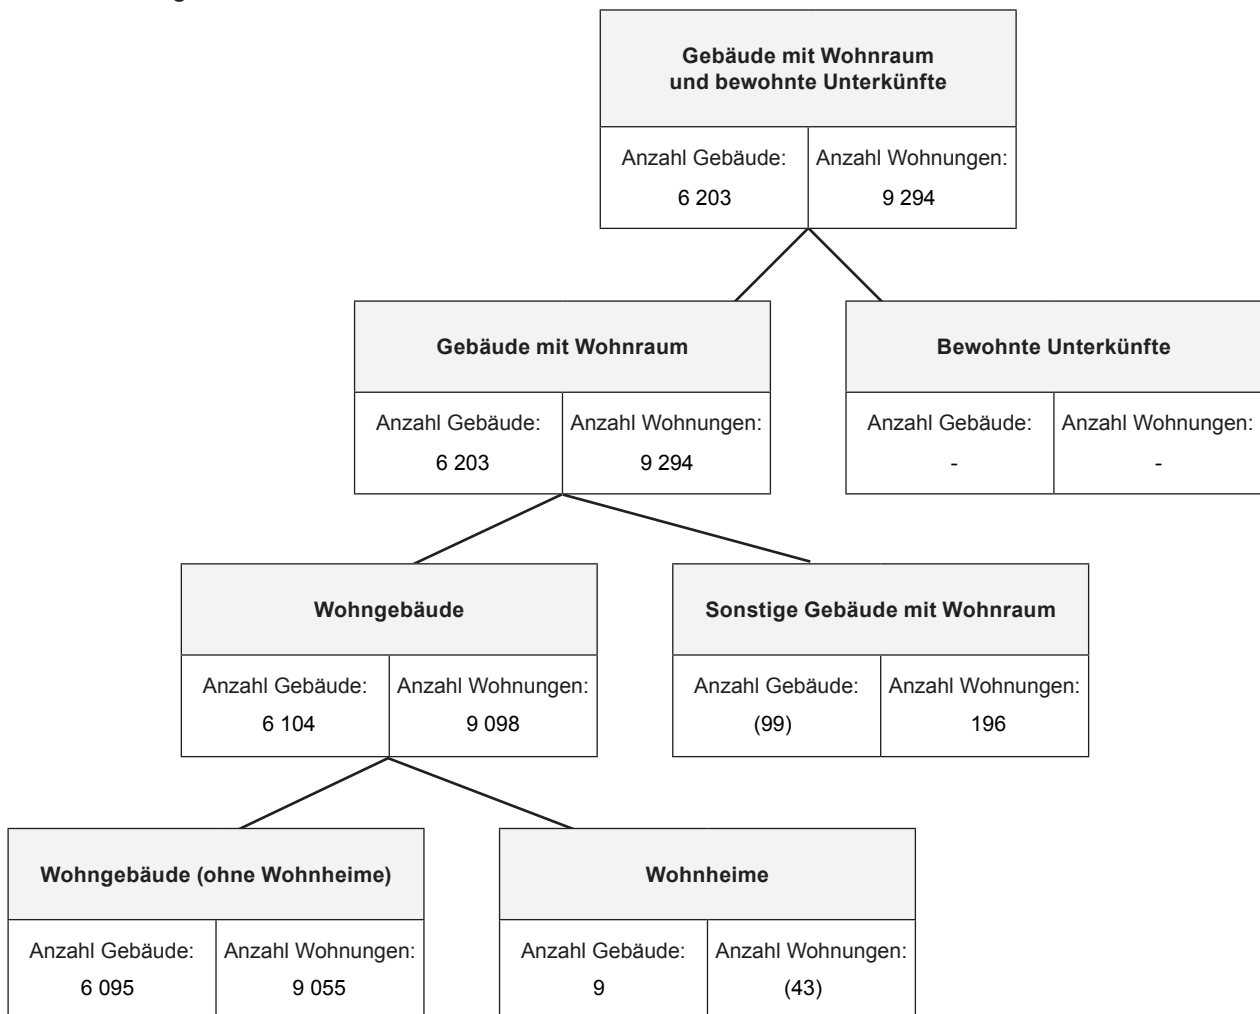 Gebäude mit Wohnraum
und bewohnte Unterkünfte
Anzahl Gebäude: Anzahl Wohnungen:
6 203 9 294
Gebäude mit Wohnraum Bewohnte Unterkünfte
Anzahl Gebäude: Anzahl Wohnungen: Anzahl Gebäude: Anzahl Wohnungen:
6 203 9 294 - -
Wohngebäude Sonstige Gebäude mit Wohnraum
Anzahl Gebäude: Anzahl Wohnungen: Anzahl Gebäude: Anzahl Wohnungen:
6 104 9 098 (99) 196
Wohngebäude (ohne Wohnheime) Wohnheime
Anzahl Gebäude: Anzahl Wohnungen: Anzahl Gebäude: Anzahl Wohnungen:
6 095 9 055 9 (43)